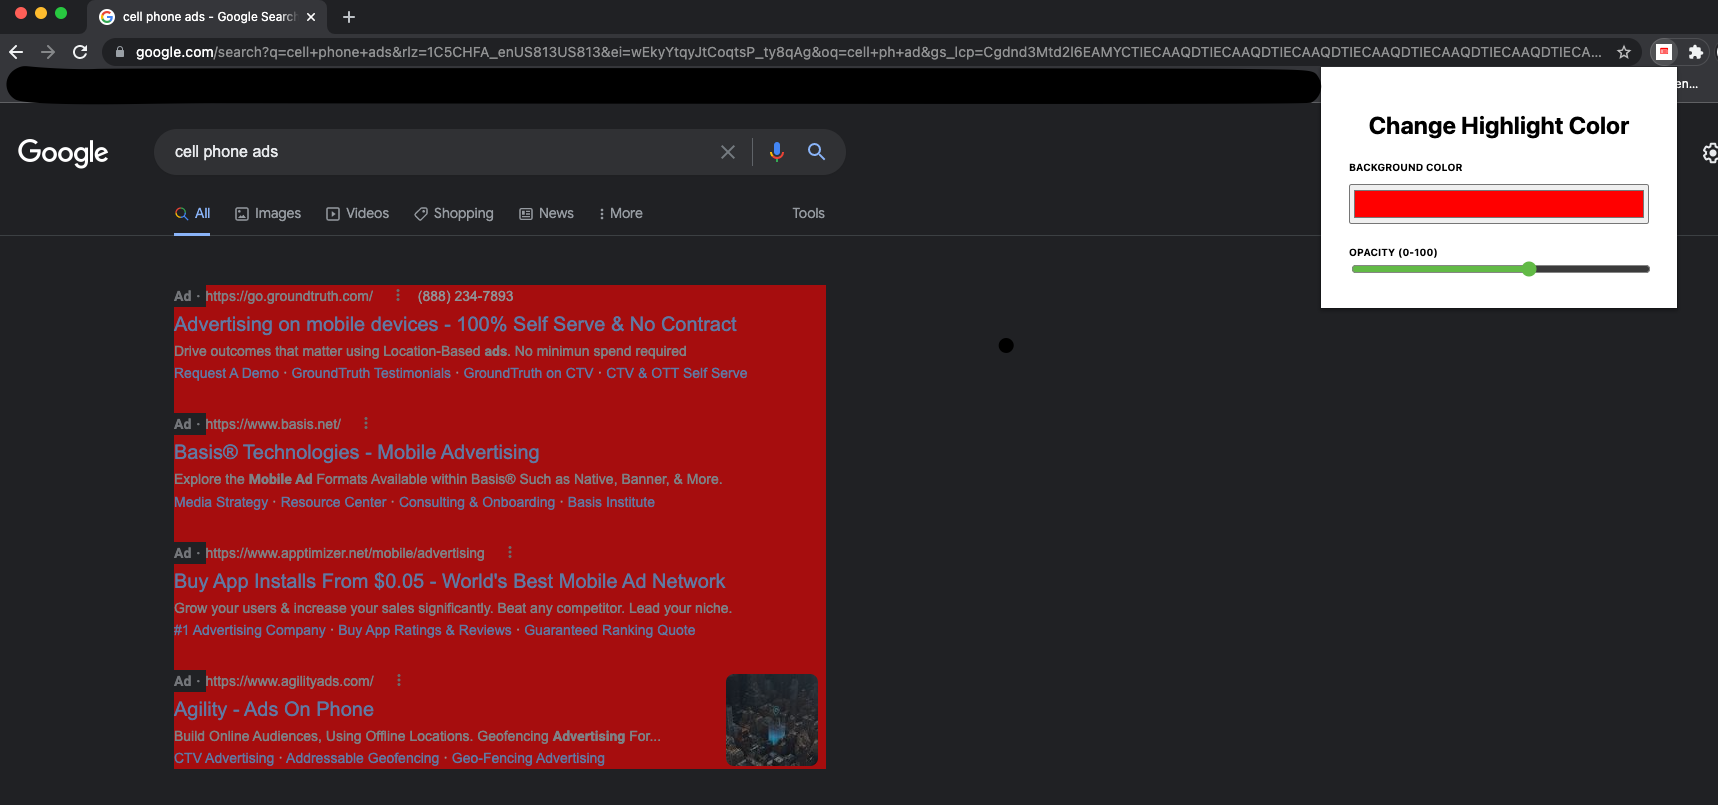 cell phone ads - Google Searc
google.com/search?q=cell+phone+ads&rlz=1C5CHFA_enUS813US813&ei=wEkyYtqyJtCoqtsP_ty8qAg&oq=cell+ph+ad&gs_lcp=Cgdnd3Mtd2l6EAMYCTIECAAQDTIECAAQDTIECAAQDTIECAAQDTIECAAQDTIECAAQDTIECA...
en...
Google
cell phone ads
All Images Videos Shopping News More Tools
Change Highlight Color
BACKGROUND COLOR
OPACITY (0-100)
Ad · https://go.groundtruth.com/ (888) 234-7893
Advertising on mobile devices - 100% Self Serve & No Contract
Drive outcomes that matter using Location-Based ads. No minimun spend required
Request A Demo · GroundTruth Testimonials · GroundTruth on CTV · CTV & OTT Self Serve
Ad · https://www.basis.net/
Basis® Technologies - Mobile Advertising
Explore the Mobile Ad Formats Available within Basis® Such as Native, Banner, & More.
Media Strategy · Resource Center · Consulting & Onboarding · Basis Institute
Ad · https://www.apptimizer.net/mobile/advertising
Buy App Installs From $0.05 - World's Best Mobile Ad Network
Grow your users & increase your sales significantly. Beat any competitor. Lead your niche.
#1 Advertising Company · Buy App Ratings & Reviews · Guaranteed Ranking Quote
Ad · https://www.agilityads.com/
Agility - Ads On Phone
Build Online Audiences, Using Offline Locations. Geofencing Advertising For...
CTV Advertising · Addressable Geofencing · Geo-Fencing Advertising